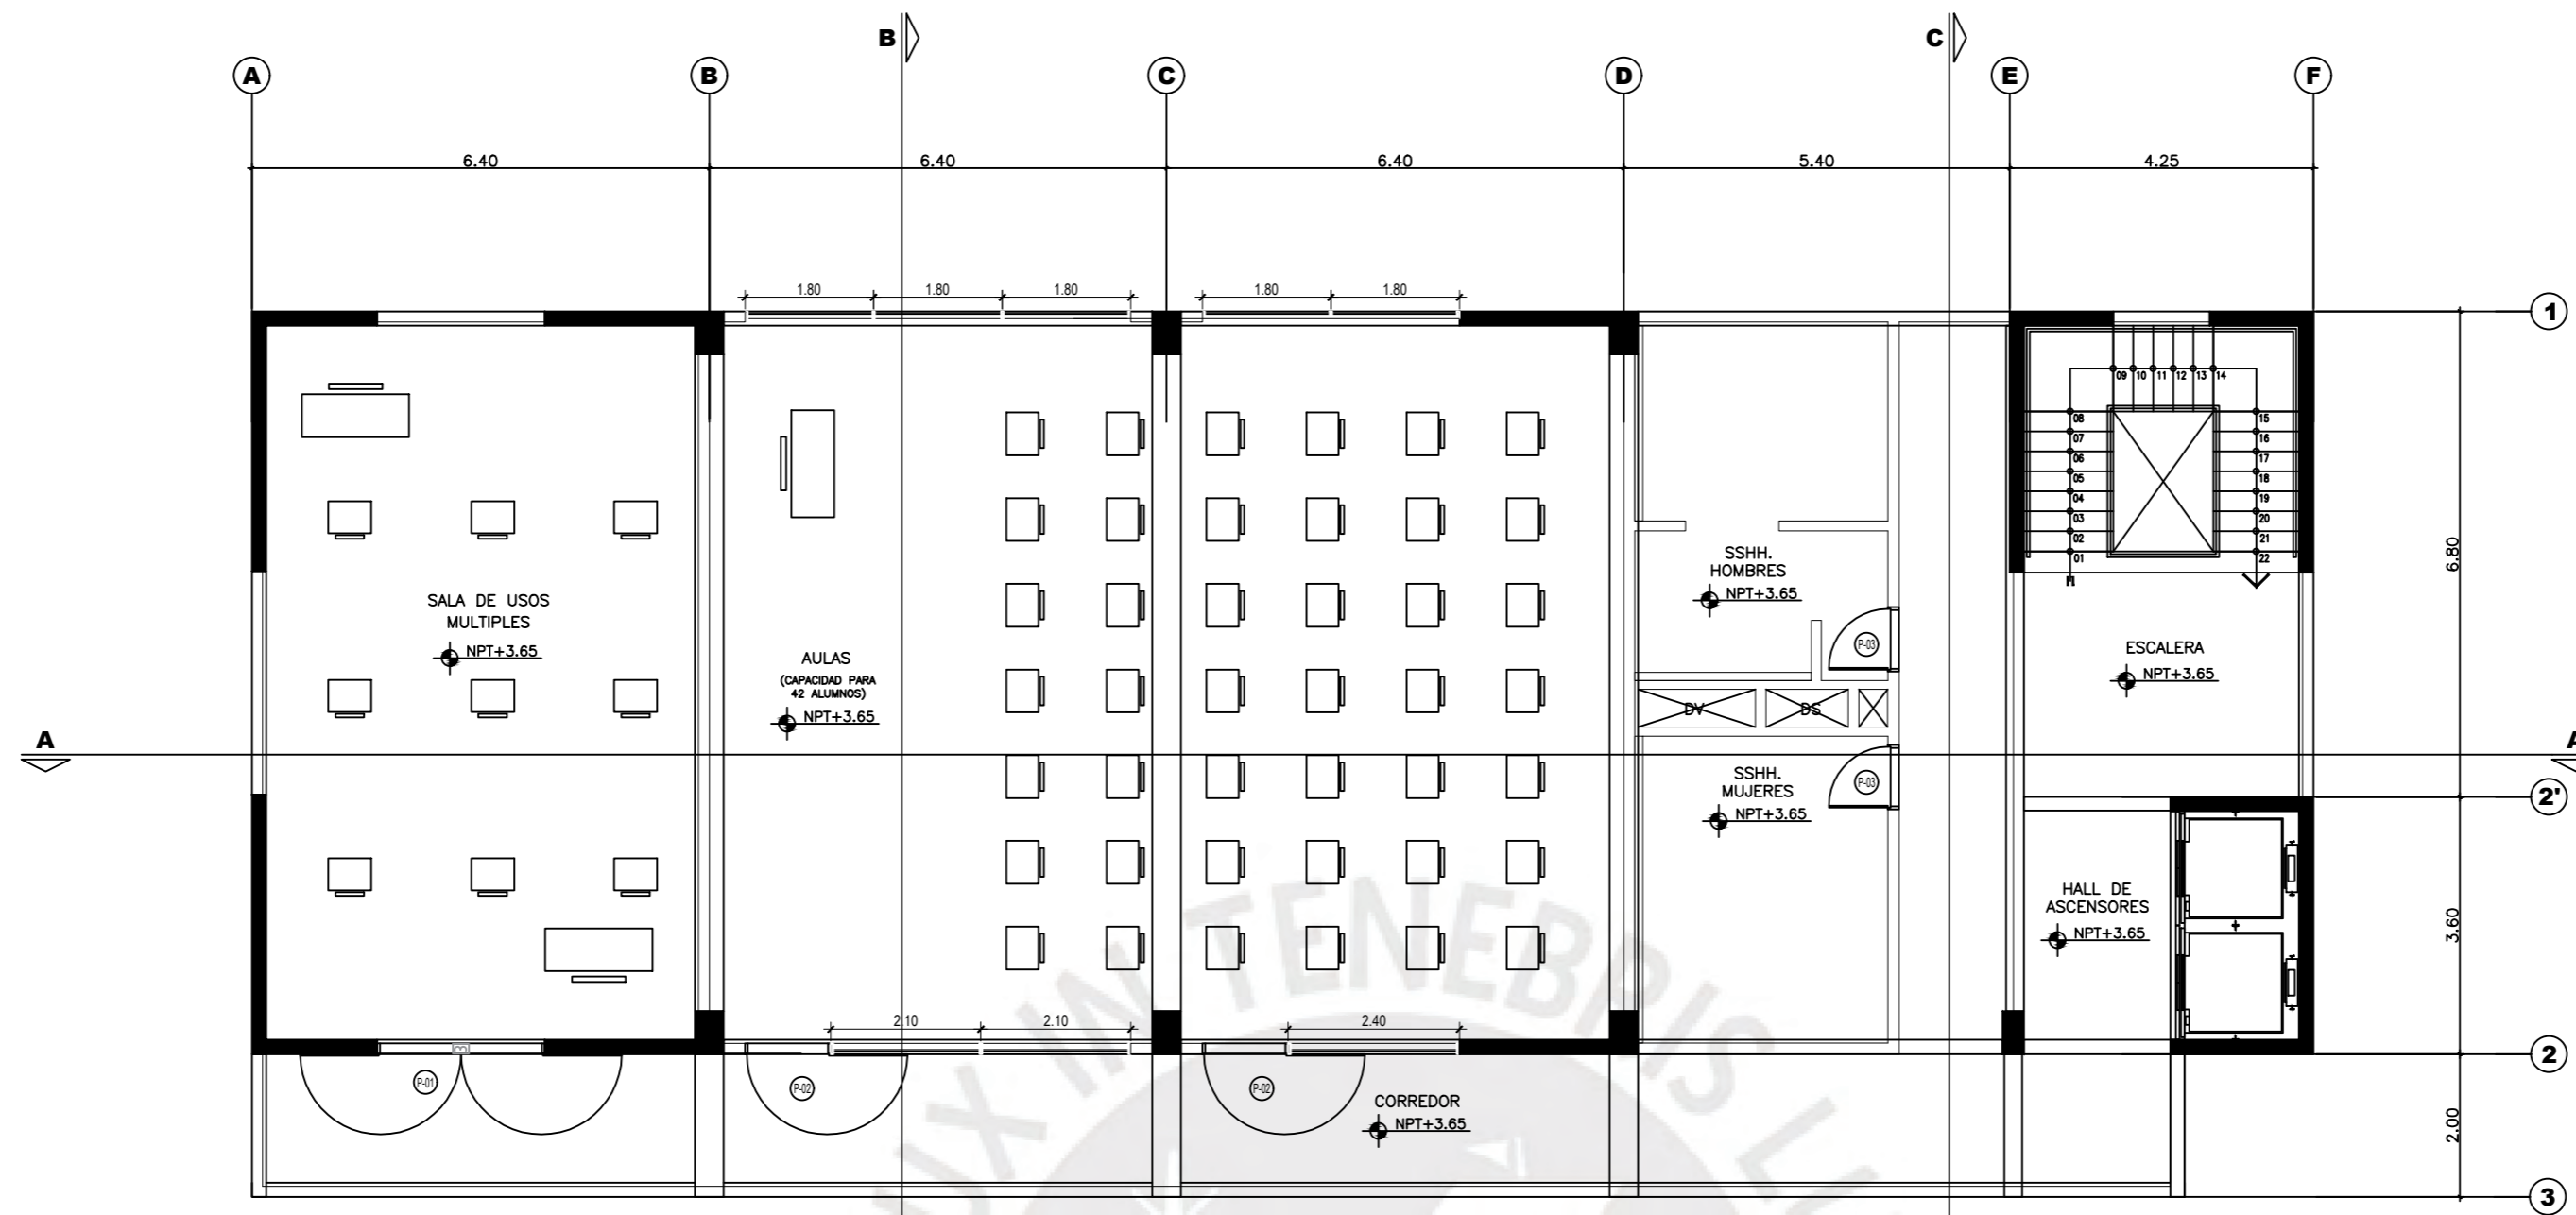 B
C
A
B
C
D
E
F
6.40
6.40
6.40
5.40
4.25
1.80
1.80
1.80
1.80
1.80
1
09
10
11
12
13
14
08
07
06
05
04
03
02
01
15
16
17
18
19
20
21
22
6.80
SALA DE USOS
MULTIPLES
NPT+3.65
AULAS
(CAPACIDAD PARA
42 ALUMNOS)
NPT+3.65
SSHH.
HOMBRES
NPT+3.65
P-03
DV
DS
ESCALERA
NPT+3.65
A
A
SSHH.
MUJERES
NPT+3.65
P-03
2'
HALL DE
ASCENSORES
NPT+3.65
3.60
2.10
2.10
2.40
2
P-01
P-02
P-02
CORREDOR
NPT+3.65
2.00
3
LUX IN TENEBRIS